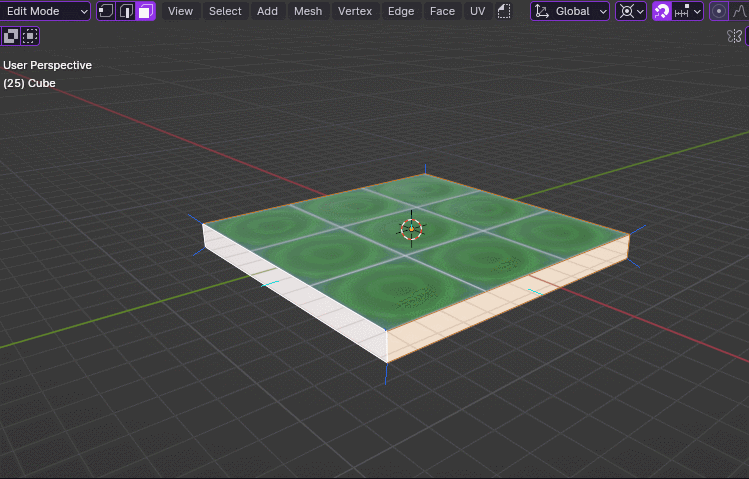 Edit Mode View Select Add Mesh Vertex Edge Face UV Global
User Perspective
(25) Cube